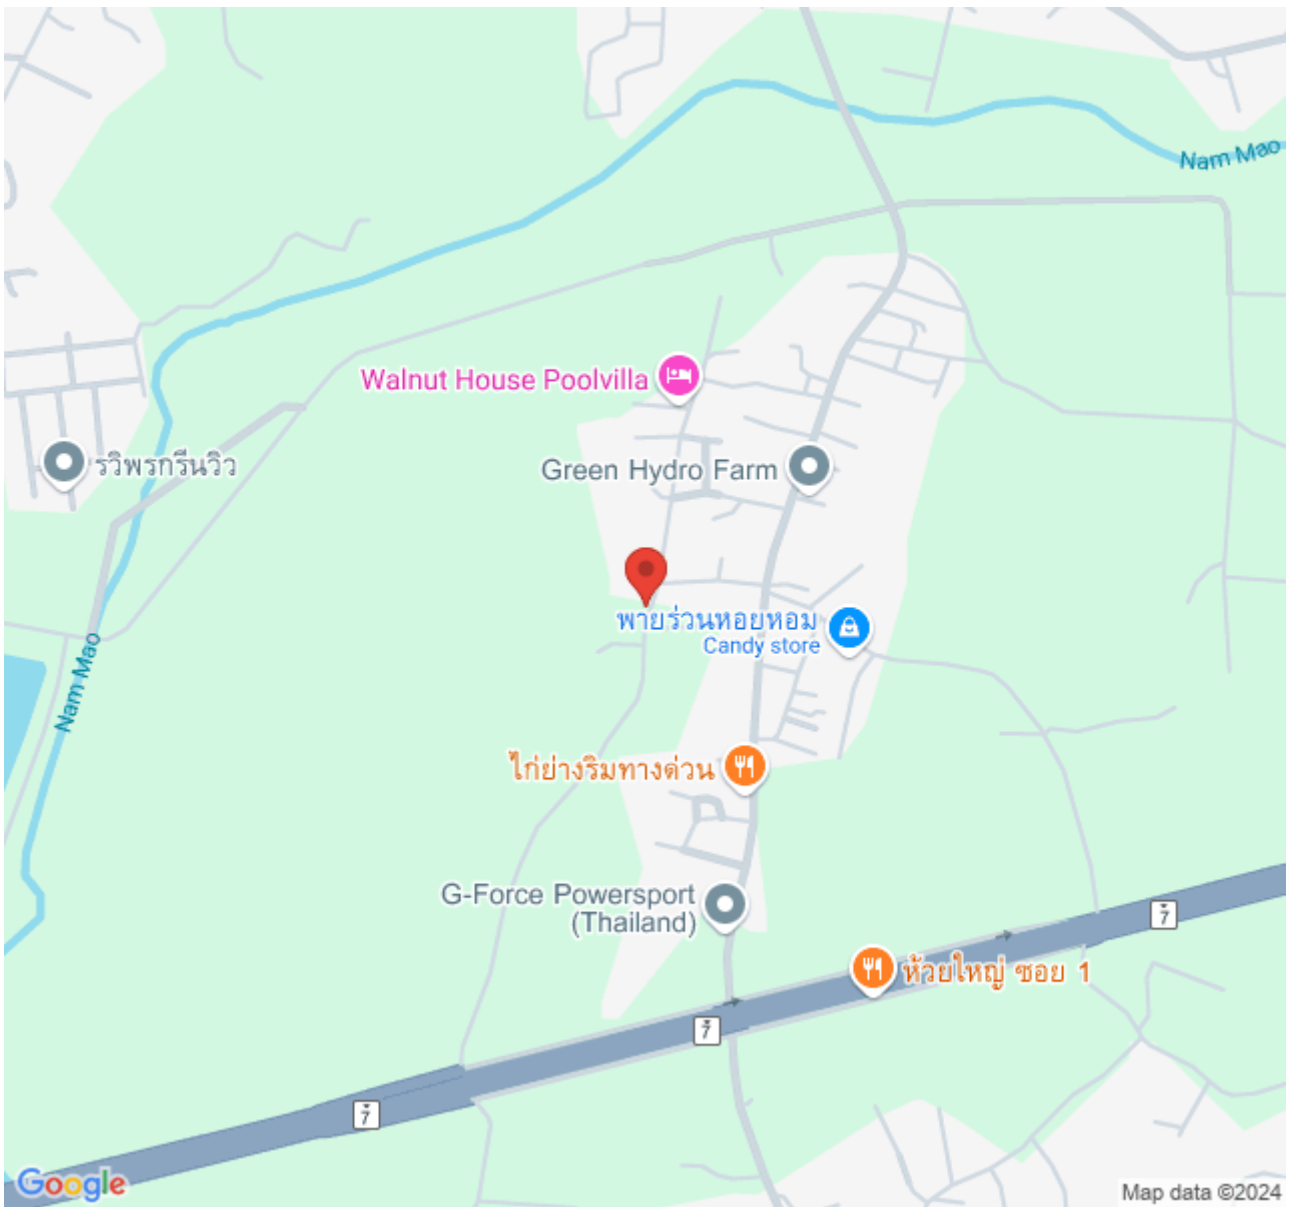 Nam Mao
Walnut House Poolvilla
รวิพรกรีนวิว
Green Hydro Farm
พายร่วนหอยหอม
Candy store
Nam Mao
ไก่ย่างริมทางด่วน
G-Force Powersport
(Thailand)
7
ห้วยใหญ่ ซอย 1
7
7
Google
Map data ©2024